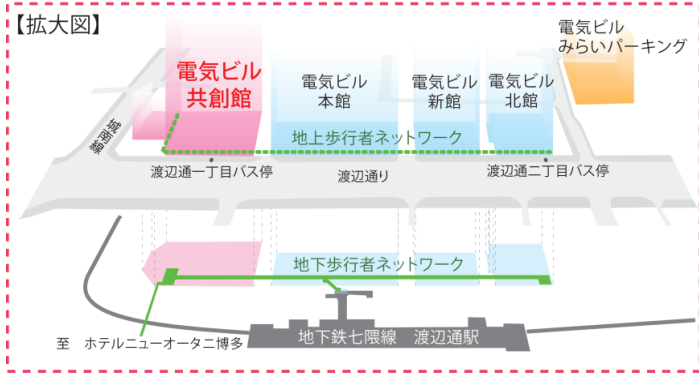 【拡大図】
電気ビル
みらいパーキング
電気ビル
共創館
電気ビル
本館
電気ビル
新館
電気ビル
北館
城南線
地上歩行者ネットワーク
渡辺通一丁目バス停
渡辺通り
渡辺通二丁目バス停
地下歩行者ネットワーク
至 ホテルニューオータニ博多
地下鉄七隈線 渡辺通駅